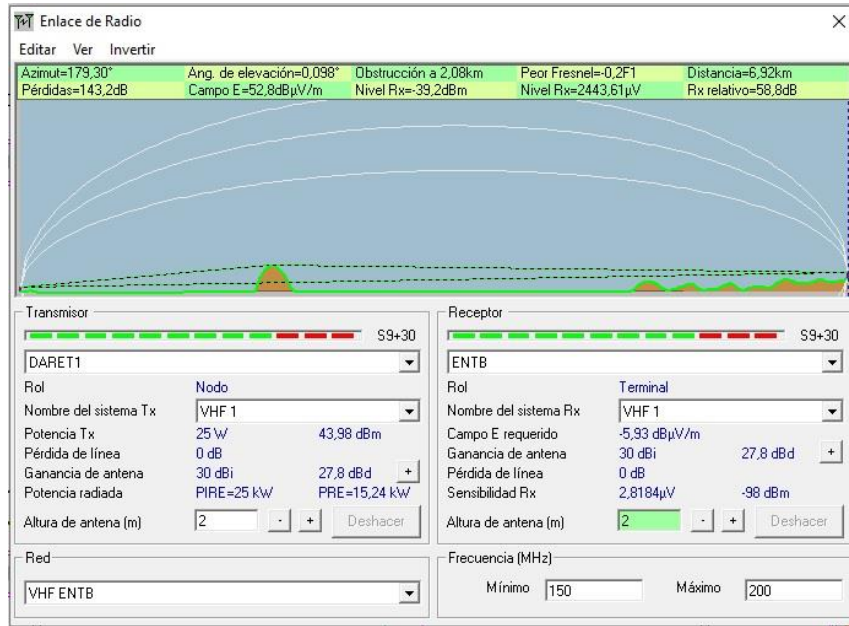 Enlace de Radio
Editar Ver Invertir
Azimut=179,30° Ang. de elevación=0,098° Obstrucción a 2,08km Peor Fresnel=-0,2F1 Distancia=6,92km
Pérdidas=143,2dB Campo E=52,8dBµV/m Nivel Rx=-39,2dBm Nivel Rx=2443,61µV Rx relativo=58,8dB
Transmisor
S9+30
DARET1
Rol Nodo
Nombre del sistema Tx VHF 1
Potencia Tx 25 W 43,98 dBm
Pérdida de línea 0 dB
Ganancia de antena 30 dBi 27,8 dBd +
Potencia radiada PIRE=25 kW PRE=15,24 kW
Altura de antena (m) 2 - + Deshacer
Red
VHF ENTB
Receptor
S9+30
ENTB
Rol Terminal
Nombre del sistema Rx VHF 1
Campo E requerido -5,93 dBµV/m
Ganancia de antena 30 dBi 27,8 dBd +
Pérdida de línea 0 dB
Sensibilidad Rx 2,8184µV -98 dBm
Altura de antena (m) 2 - + Deshacer
Frecuencia (MHz)
Mínimo 150 Máximo 200